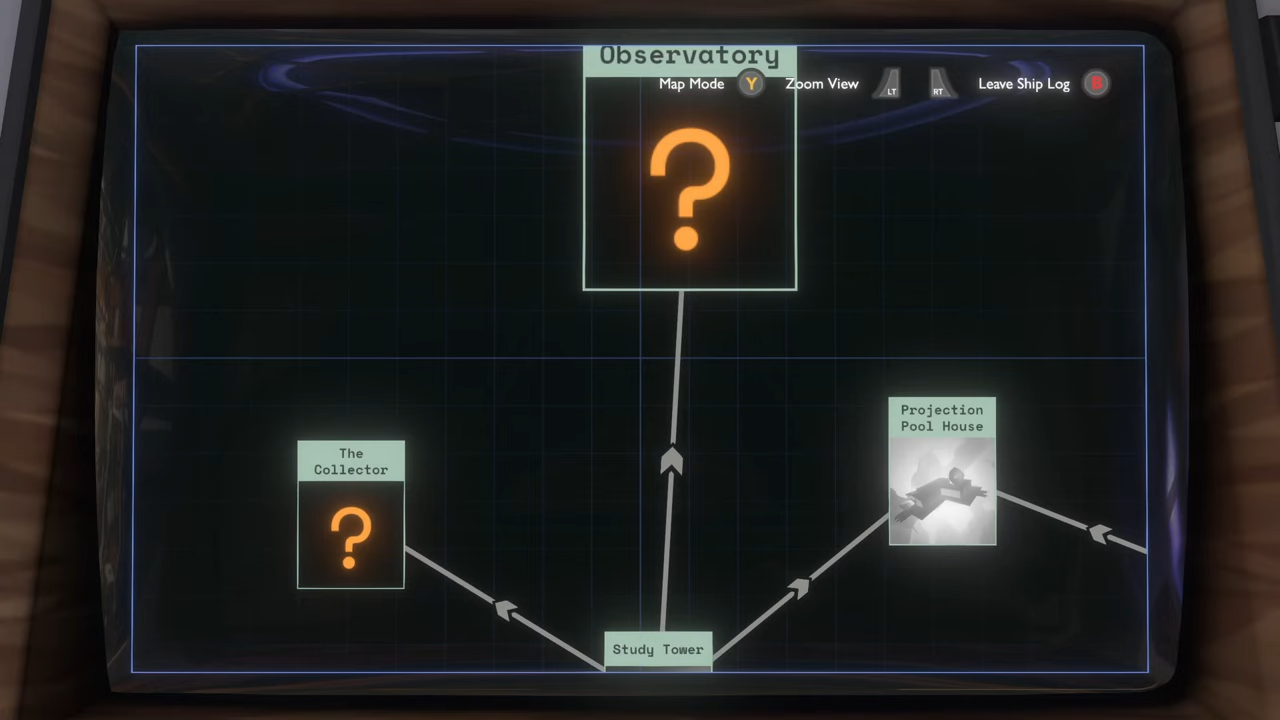 Observatory
Map Mode Y Zoom View LT RT Leave Ship Log B
?
Projection
Pool House
The
Collector
?
Study Tower